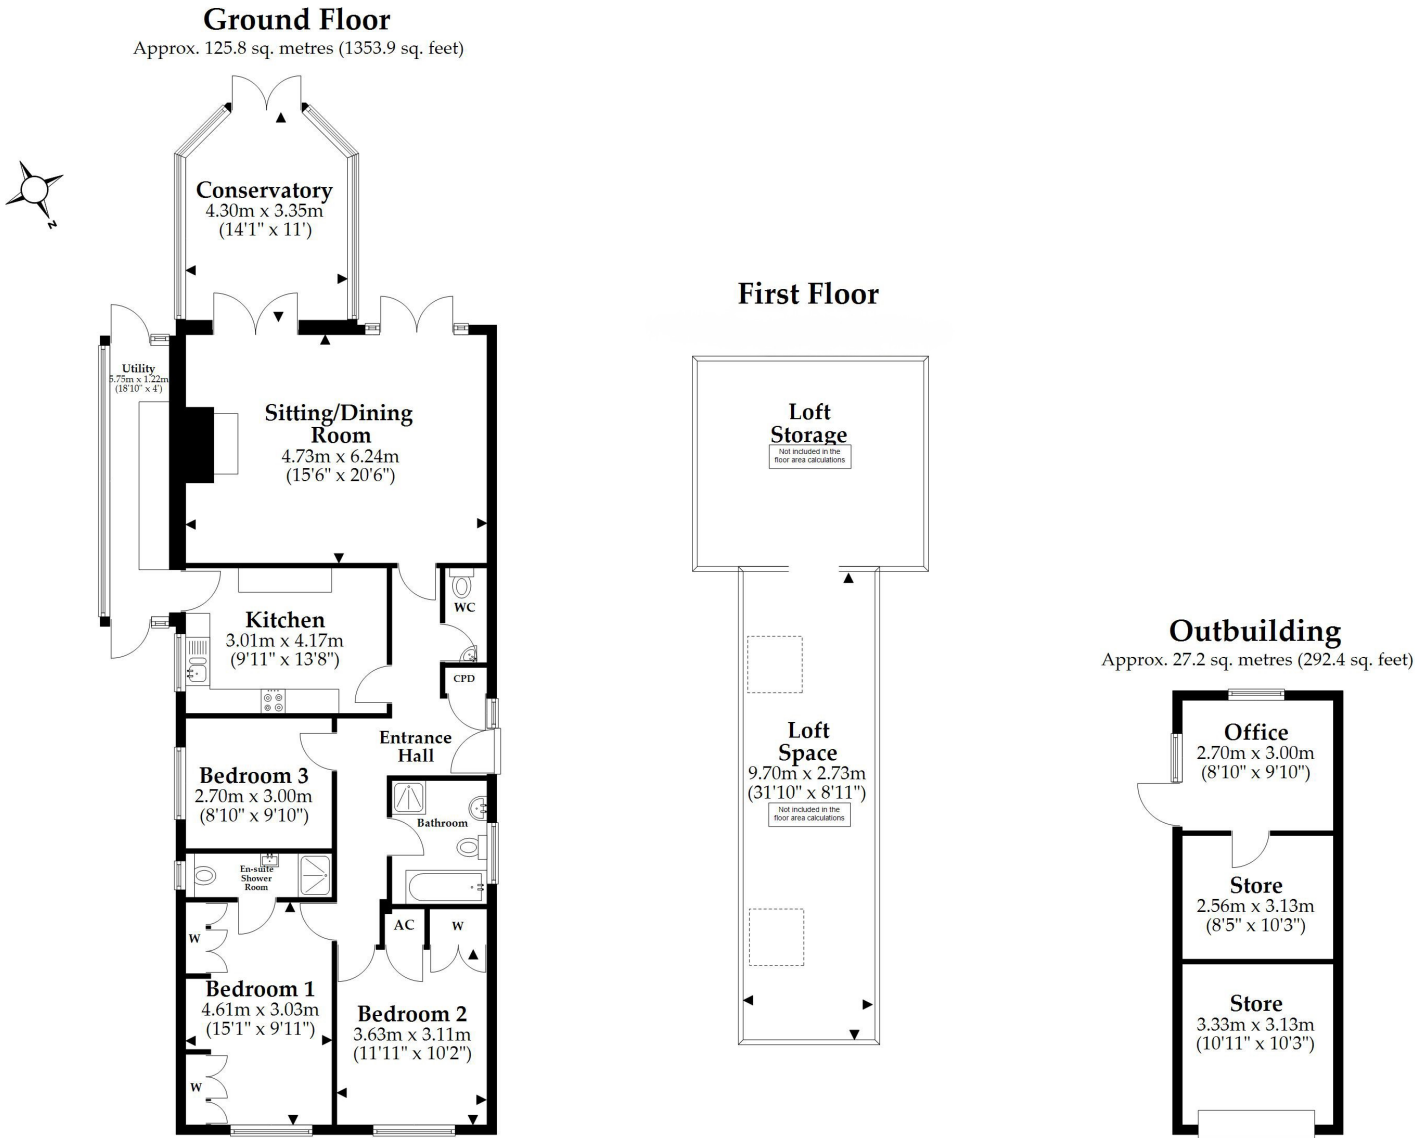 Ground Floor
Approx. 125.8 sq. metres (1353.9 sq. feet)
N
Conservatory
4.30m x 3.35m
(14'1" x 11')
Utility
5.75m x 1.22m
(18'10" x 4')
Sitting/Dining
Room
4.73m x 6.24m
(15'6" x 20'6")
Kitchen
3.01m x 4.17m
(9'11" x 13'8")
WC
CPD
Entrance
Hall
Bedroom 3
2.70m x 3.00m
(8'10" x 9'10")
Bathroom
En-suite
Shower
Room
W
AC
W
Bedroom 1
4.61m x 3.03m
(15'1" x 9'11")
Bedroom 2
3.63m x 3.11m
(11'11" x 10'2")
W
First Floor
Loft
Storage
Not included in the
floor area calculations
Loft
Space
9.70m x 2.73m
(31'10" x 8'11")
Not included in the
floor area calculations
Outbuilding
Approx. 27.2 sq. metres (292.4 sq. feet)
Office
2.70m x 3.00m
(8'10" x 9'10")
Store
2.56m x 3.13m
(8'5" x 10'3")
Store
3.33m x 3.13m
(10'11" x 10'3")